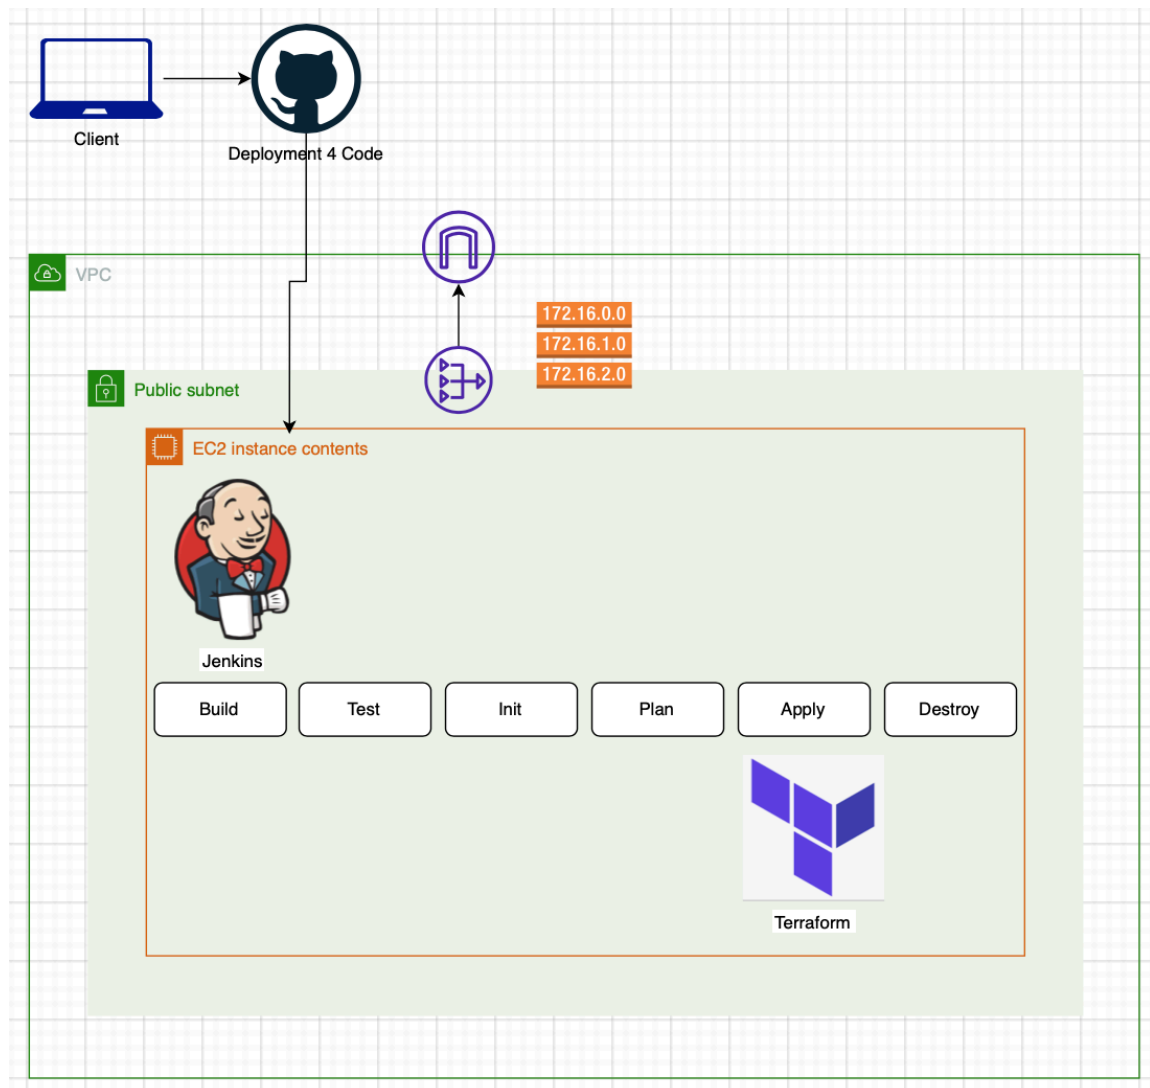 Client
Deployment 4 Code
VPC
172.16.0.0
172.16.1.0
172.16.2.0
Public subnet
EC2 instance contents
Jenkins
Build
Test
Init
Plan
Apply
Destroy
Terraform